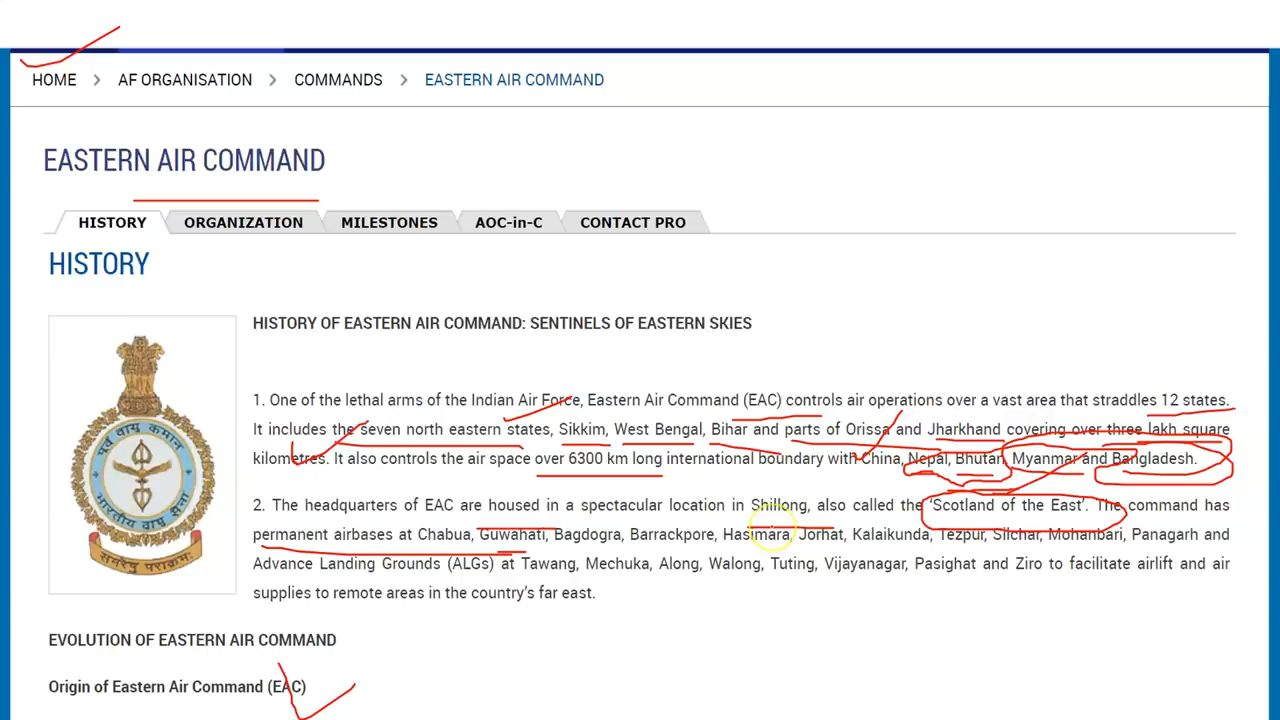 HOME > AF ORGANISATION > COMMANDS > EASTERN AIR COMMAND
EASTERN AIR COMMAND
HISTORY ORGANIZATION MILESTONES AOC-in-C CONTACT PRO
HISTORY
HISTORY OF EASTERN AIR COMMAND: SENTINELS OF EASTERN SKIES
1. One of the lethal arms of the Indian Air Force, Eastern Air Command (EAC) controls air operations over a vast area that straddles 12 states.
It includes the seven north eastern states, Sikkim, West Bengal, Bihar and parts of Orissa and Jharkhand covering over three lakh square
kilometres. It also controls the air space over 6300 km long international boundary with China, Nepal, Bhutan, Myanmar and Bangladesh.
2. The headquarters of EAC are housed in a spectacular location in Shillong, also called the ‘Scotland of the East’. The command has
permanent airbases at Chabua, Guwahati, Bagdogra, Barrackpore, Hasimara, Jorhat, Kalaikunda, Tezpur, Silchar, Mohanbari, Panagarh and
Advance Landing Grounds (ALGs) at Tawang, Mechuka, Along, Walong, Tuting, Vijayanagar, Pasighat and Ziro to facilitate airlift and air
supplies to remote areas in the country’s far east.
पूर्व वायु कमान
भारतीय वायु सेना
EVOLUTION OF EASTERN AIR COMMAND
Origin of Eastern Air Command (EAC)